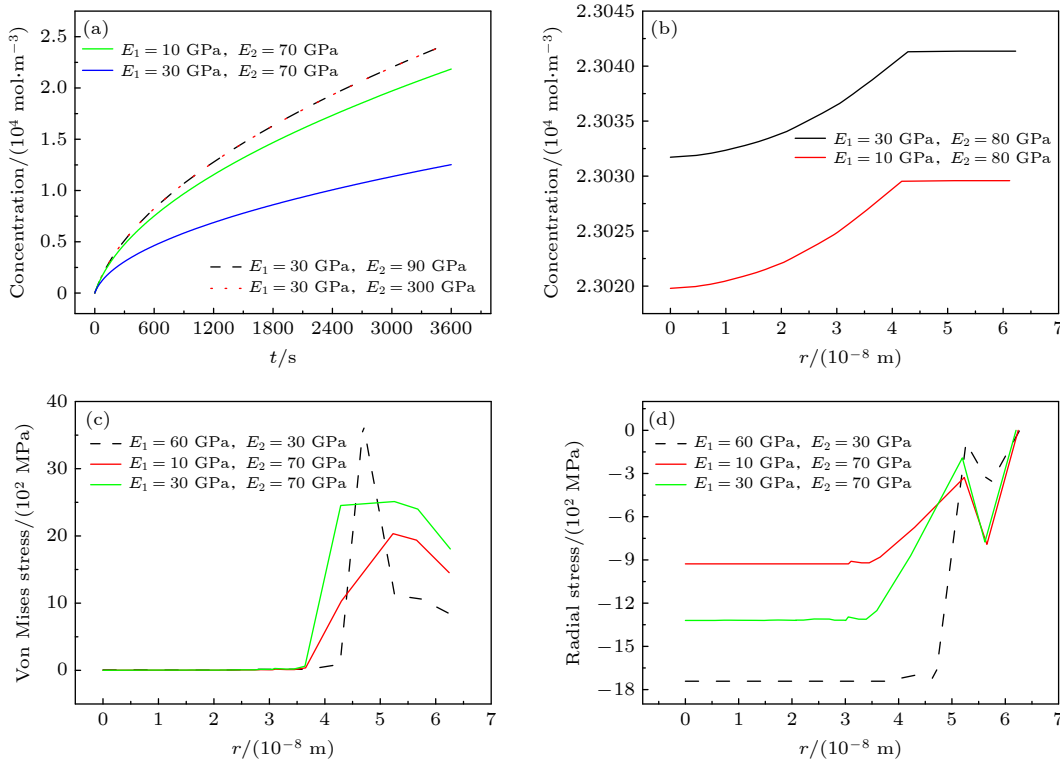 (a)
E₁=10 GPa, E₂=70 GPa
E₁=30 GPa, E₂=70 GPa
E₁=30 GPa, E₂=90 GPa
E₁=30 GPa, E₂=300 GPa
Concentration/(10⁴ mol·m⁻³)
2.5
2.0
1.5
1.0
0.5
0
0 600 1200 1800 2400 3000 3600
t/s
(b)
E₁=30 GPa, E₂=80 GPa
E₁=10 GPa, E₂=80 GPa
Concentration/(10⁴ mol·m⁻³)
2.3045
2.3040
2.3035
2.3030
2.3025
2.3020
0 1 2 3 4 5 6 7
r/(10⁻⁸ m)
(c)
E₁=60 GPa, E₂=30 GPa
E₁=10 GPa, E₂=70 GPa
E₁=30 GPa, E₂=70 GPa
Von Mises stress/(10² MPa)
40
30
20
10
0
0 1 2 3 4 5 6 7
r/(10⁻⁸ m)
(d)
E₁=60 GPa, E₂=30 GPa
E₁=10 GPa, E₂=70 GPa
E₁=30 GPa, E₂=70 GPa
Radial stress/(10² MPa)
0
−3
−6
−9
−12
−15
−18
0 1 2 3 4 5 6 7
r/(10⁻⁸ m)